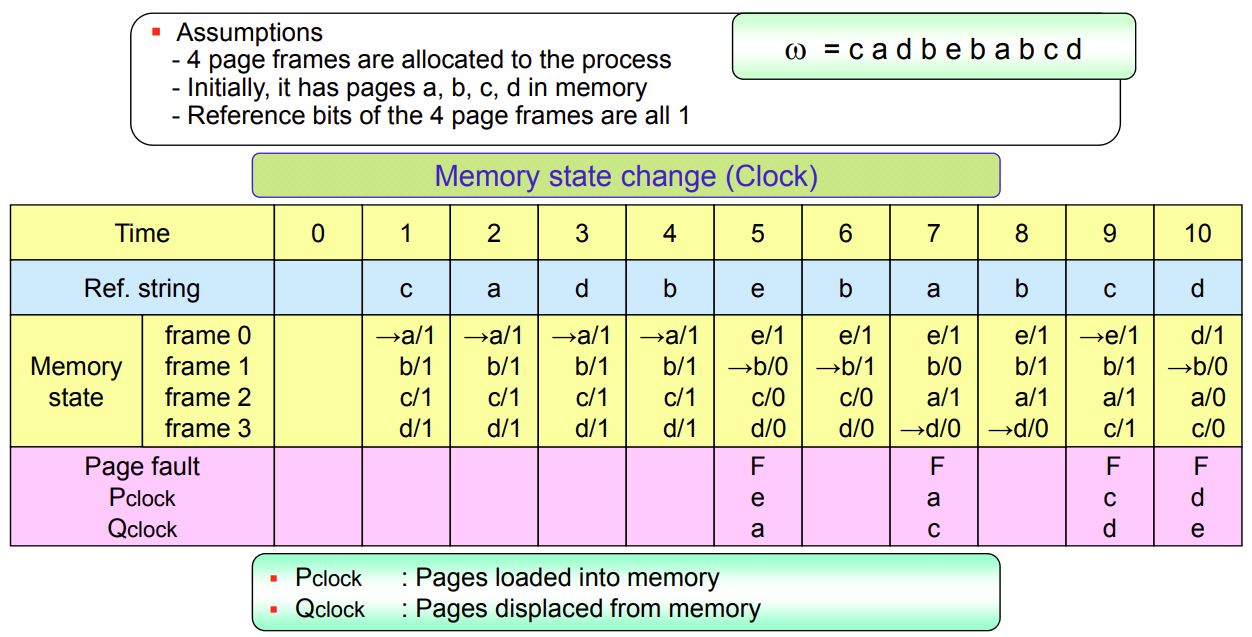 ▪ Assumptions
- 4 page frames are allocated to the process
- Initially, it has pages a, b, c, d in memory
- Reference bits of the 4 page frames are all 1
ω = c a d b e b a b c d
Memory state change (Clock)
Time 0 1 2 3 4 5 6 7 8 9 10
Ref. string c a d b e b a b c d
Memory state
frame 0 →a/1 →a/1 →a/1 →a/1 e/1 e/1 e/1 e/1 →e/1 d/1
frame 1 b/1 b/1 b/1 b/1 →b/0 →b/1 b/0 b/1 b/1 →b/0
frame 2 c/1 c/1 c/1 c/1 c/0 c/0 a/1 a/1 a/1 a/0
frame 3 d/1 d/1 d/1 d/1 d/0 d/0 →d/0 →d/0 c/1 c/0
Page fault F F F F
Pclock e a c d
Qclock a c d e
▪ Pclock : Pages loaded into memory
▪ Qclock : Pages displaced from memory